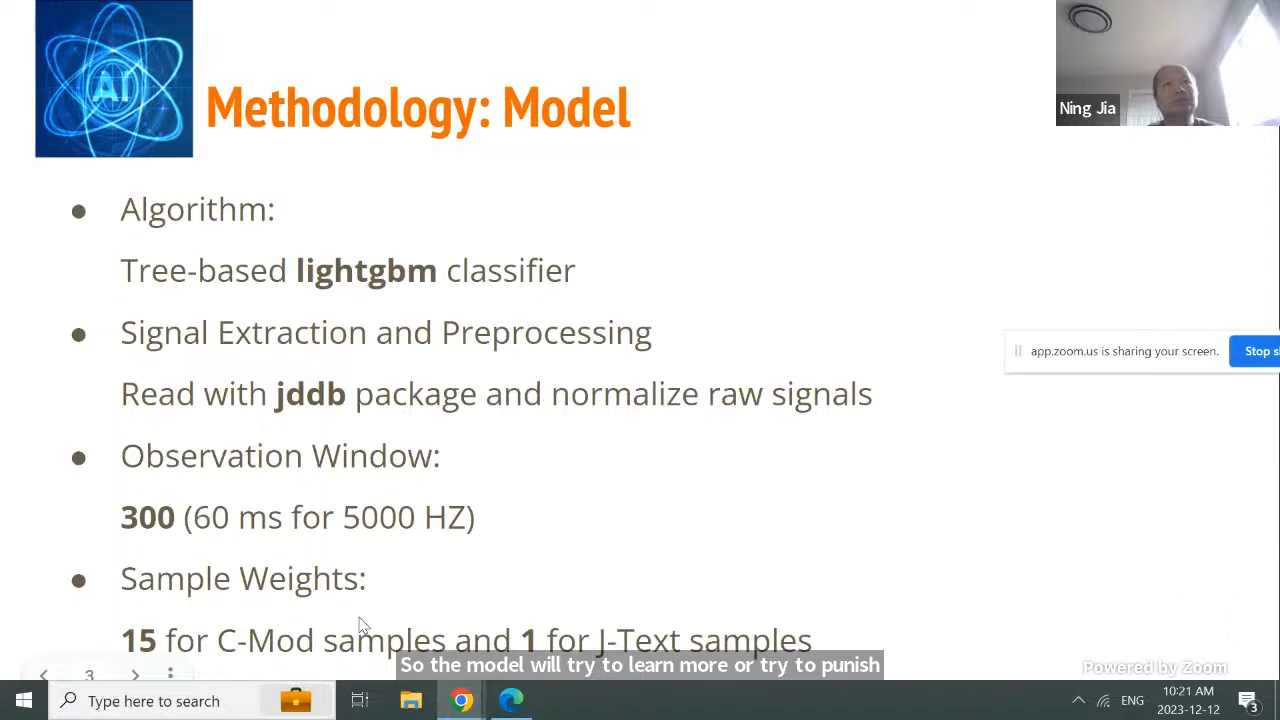 AI
Methodology: Model
Ning Jia
● Algorithm:
Tree-based lightgbm classifier
● Signal Extraction and Preprocessing
app.zoom.us is sharing your screen.
Stop s
Read with jddb package and normalize raw signals
● Observation Window:
300 (60 ms for 5000 HZ)
● Sample Weights:
15 for C-Mod samples and 1 for J-Text samples
So the model will try to learn more or try to punish
Powered by Zoom
3
Type here to search
ENG
10:21 AM
2023-12-12
3